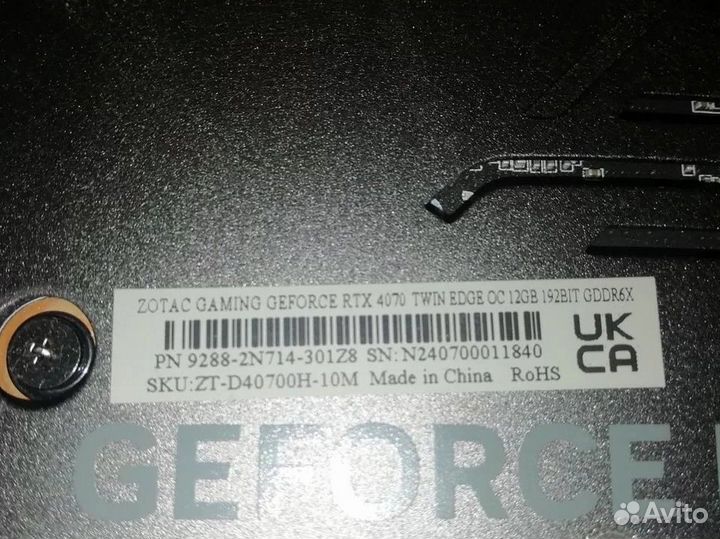 ZOTAC GAMING GEFORCE RTX 4070 TWIN EDGE OC 12GB 192BIT GDDR6X
PN 9288-2N714-301Z8 SN:N240700011840
SKU:ZT-D40700H-10M Made in China RoHS
UK
CA
GEFORCE
Avito